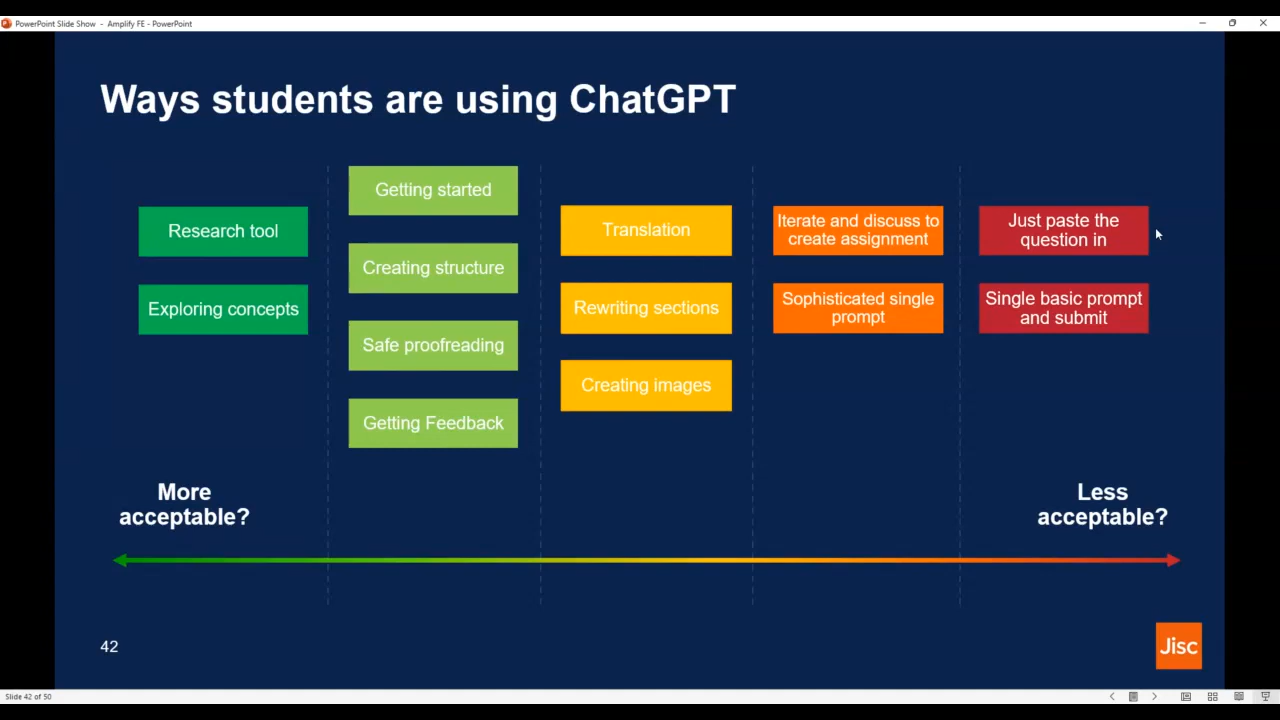 PowerPoint Slide Show - Amplify FE - PowerPoint
Ways students are using ChatGPT
Research tool
Exploring concepts
Getting started
Creating structure
Safe proofreading
Getting Feedback
Translation
Rewriting sections
Creating images
Iterate and discuss to
create assignment
Sophisticated single
prompt
Just paste the
question in
Single basic prompt
and submit
More
acceptable?
Less
acceptable?
42
Jisc
Slide 42 of 50